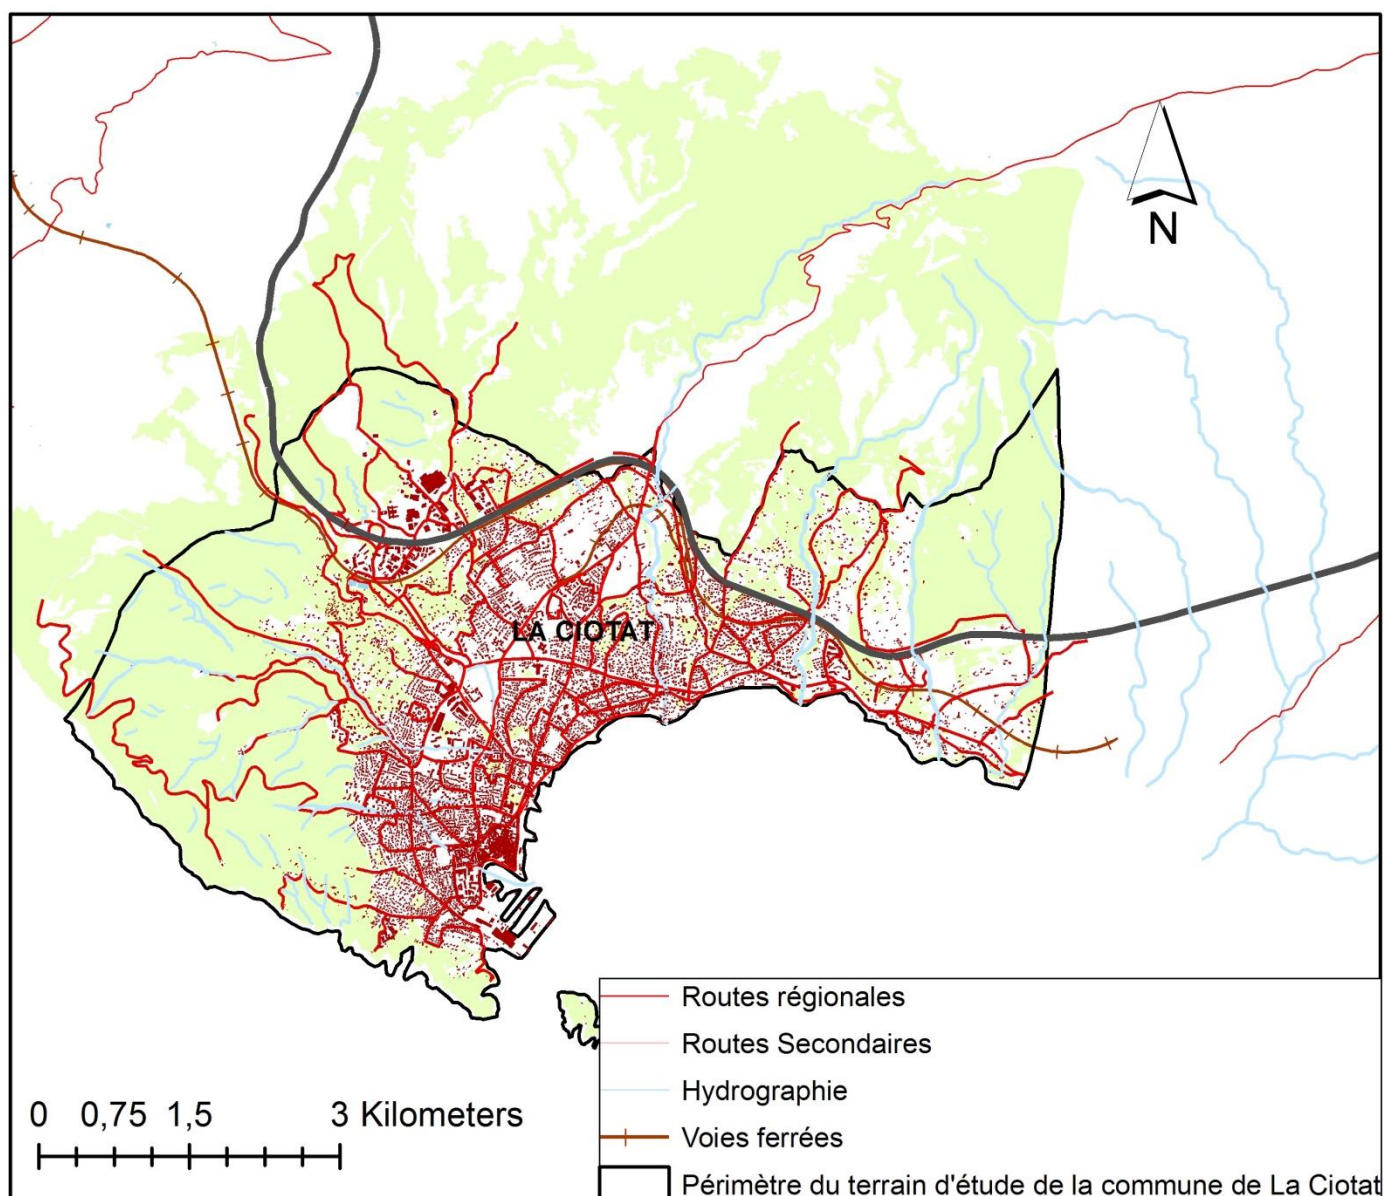 N
LA CIOTAT
Routes régionales
Routes Secondaires
Hydrographie
Voies ferrées
Périmètre du terrain d'étude de la commune de La Ciotat
0 0,75 1,5 3 Kilometers